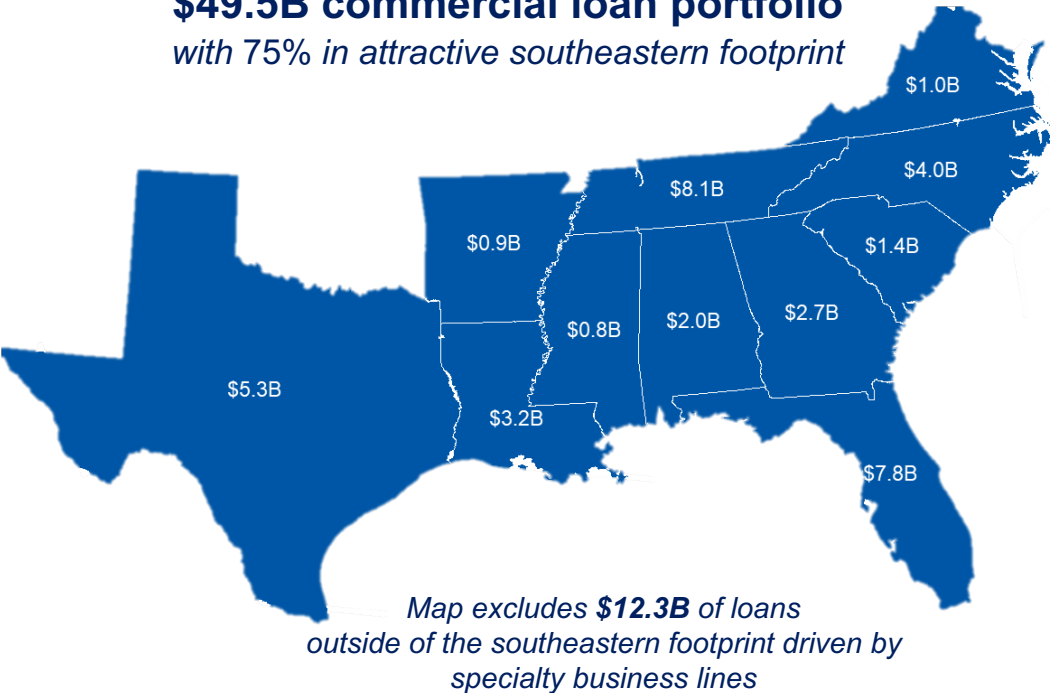 $49.5B commercial loan portfolio
with 75% in attractive southeastern footprint
$1.0B
$4.0B
$8.1B
$1.4B
$0.9B
$2.7B
$2.0B
$0.8B
$5.3B
$3.2B
$7.8B
Map excludes $12.3B of loans
outside of the southeastern footprint driven by
specialty business lines